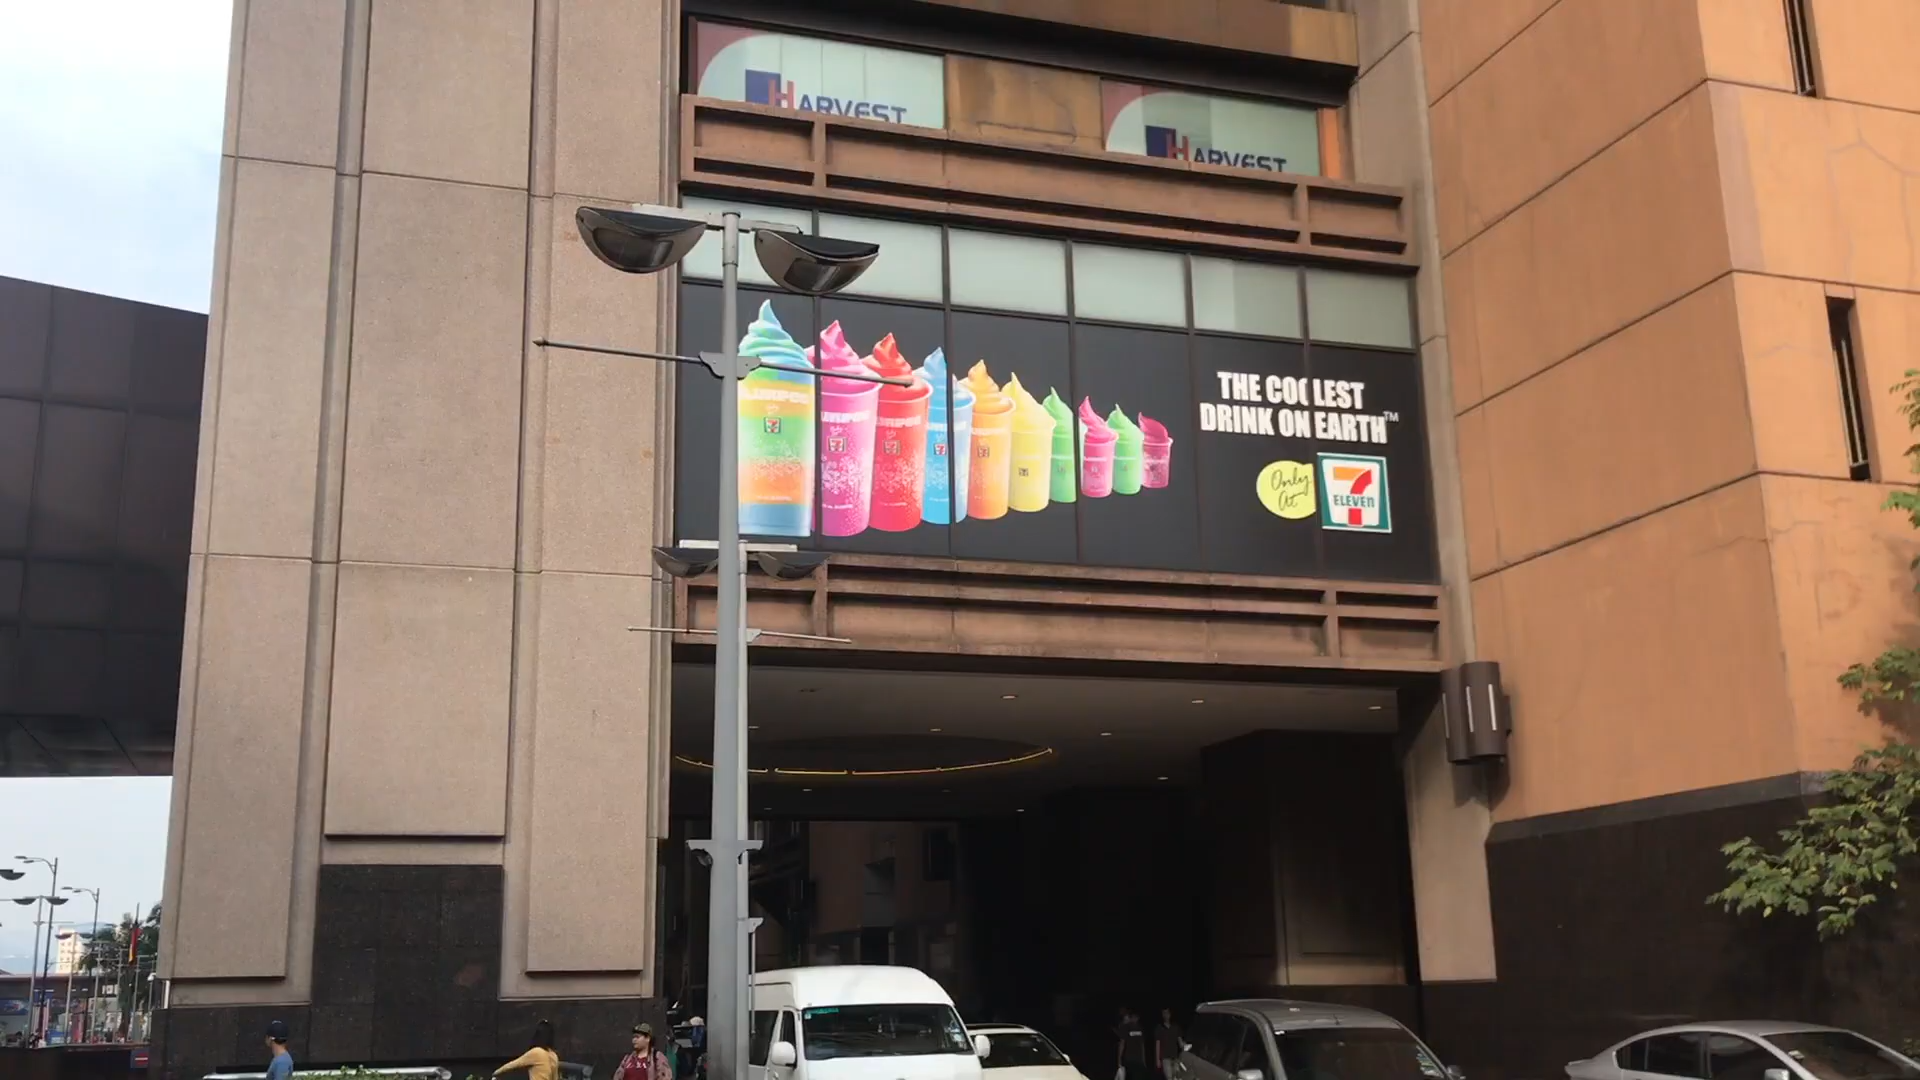 HARVEST
HARVEST
THE COOLEST
DRINK ON EARTH™
Only
at
7
ELEVEN